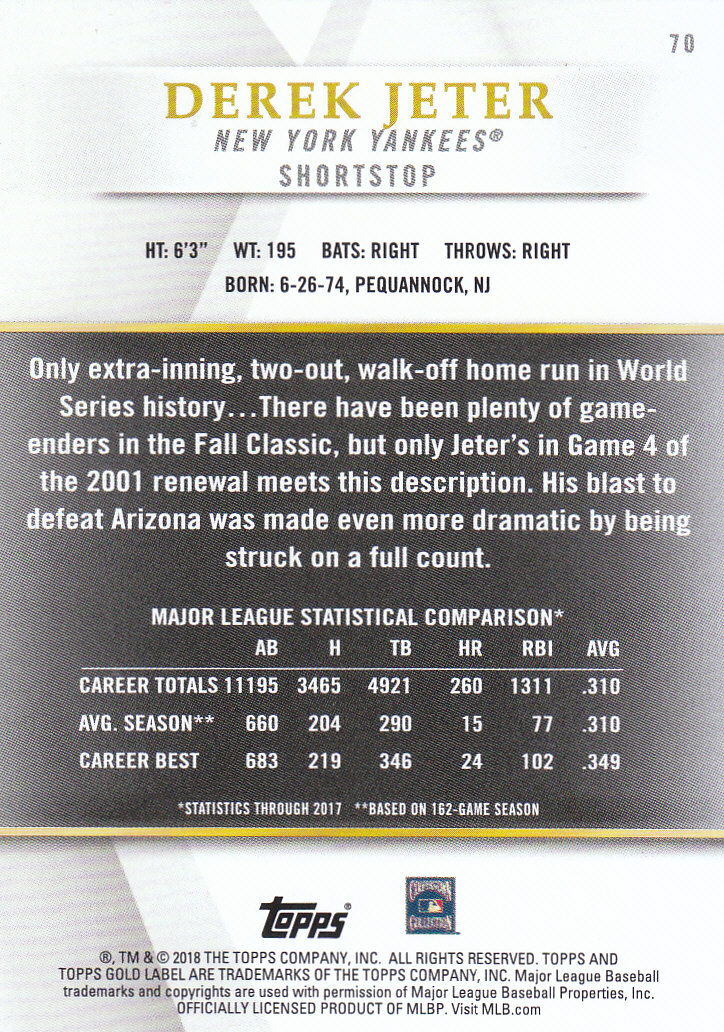 70
DEREK JETER
NEW YORK YANKEES®
SHORTSTOP
HT: 6'3" WT: 195 BATS: RIGHT THROWS: RIGHT
BORN: 6-26-74, PEQUANNOCK, NJ
Only extra-inning, two-out, walk-off home run in World
Series history...There have been plenty of game-
enders in the Fall Classic, but only Jeter's in Game 4 of
the 2001 renewal meets this description. His blast to
defeat Arizona was made even more dramatic by being
struck on a full count.
MAJOR LEAGUE STATISTICAL COMPARISON*
AB H TB HR RBI AVG
CAREER TOTALS 11195 3465 4921 260 1311 .310
AVG. SEASON** 660 204 290 15 77 .310
CAREER BEST 683 219 346 24 102 .349
*STATISTICS THROUGH 2017 **BASED ON 162-GAME SEASON
topps®
COOPERSTOWN
COLLECTION
®, TM & © 2018 THE TOPPS COMPANY, INC. ALL RIGHTS RESERVED. TOPPS AND
TOPPS GOLD LABEL ARE TRADEMARKS OF THE TOPPS COMPANY, INC. Major League Baseball
trademarks and copyrights are used with permission of Major League Baseball Properties, Inc.
OFFICIALLY LICENSED PRODUCT OF MLBP. Visit MLB.com